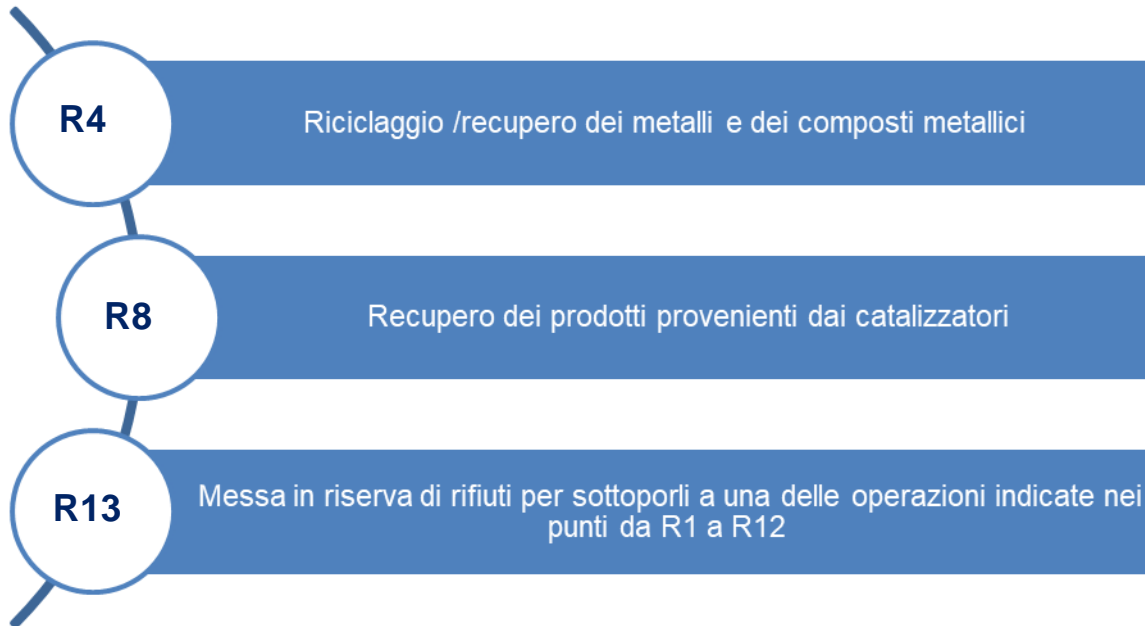 R4
Riciclaggio /recupero dei metalli e dei composti metallici
R8
Recupero dei prodotti provenienti dai catalizzatori
R13
Messa in riserva di rifiuti per sottoporli a una delle operazioni indicate nei
punti da R1 a R12